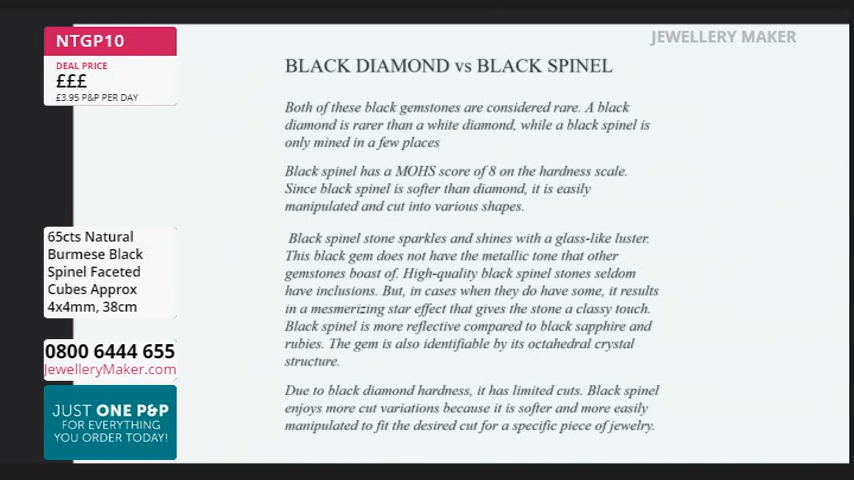 NTGP10
DEAL PRICE
£££
£3.95 P&P PER DAY
65cts Natural
Burmese Black
Spinel Faceted
Cubes Approx
4x4mm, 38cm
0800 6444 655
JewelleryMaker.com
JUST ONE P&P
FOR EVERYTHING
YOU ORDER TODAY!
JEWELLERY MAKER
BLACK DIAMOND vs BLACK SPINEL
Both of these black gemstones are considered rare. A black
diamond is rarer than a white diamond, while a black spinel is
only mined in a few places
Black spinel has a MOHS score of 8 on the hardness scale.
Since black spinel is softer than diamond, it is easily
manipulated and cut into various shapes.
Black spinel stone sparkles and shines with a glass-like luster.
This black gem does not have the metallic tone that other
gemstones boast of. High-quality black spinel stones seldom
have inclusions. But, in cases when they do have some, it results
in a mesmerizing star effect that gives the stone a classy touch.
Black spinel is more reflective compared to black sapphire and
rubies. The gem is also identifiable by its octahedral crystal
structure.
Due to black diamond hardness, it has limited cuts. Black spinel
enjoys more cut variations because it is softer and more easily
manipulated to fit the desired cut for a specific piece of jewelry.